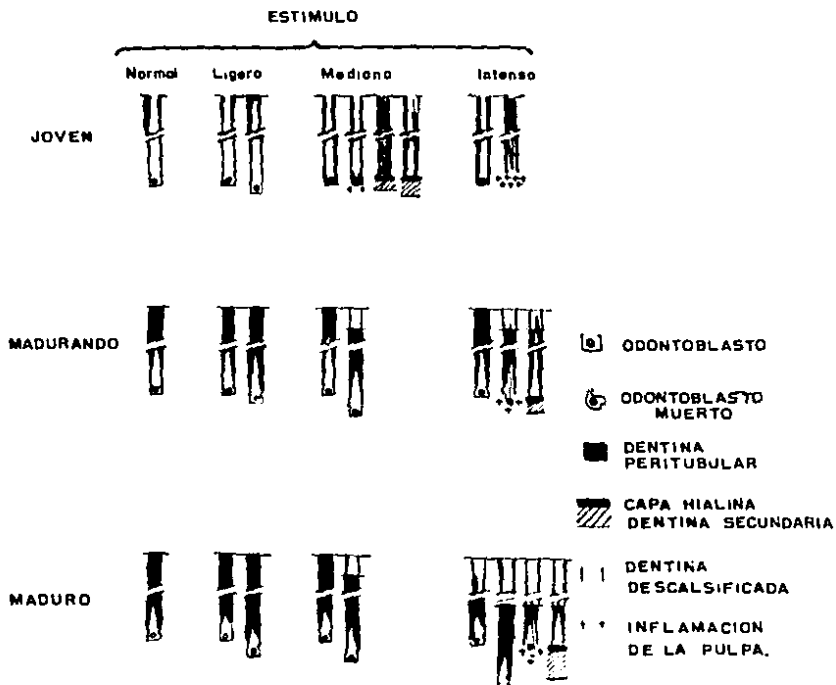 ESTIMULO
Normal Ligero Mediano Intenso
JOVEN
MADURANDO
MADURO
ODONTOBLASTO
ODONTOBLASTO
MUERTO
DENTINA
PERITUBULAR
CAPA HIALINA
DENTINA SECUNDARIA
DENTINA
DESCALSIFICADA
INFLAMACION
DE LA PULPA.